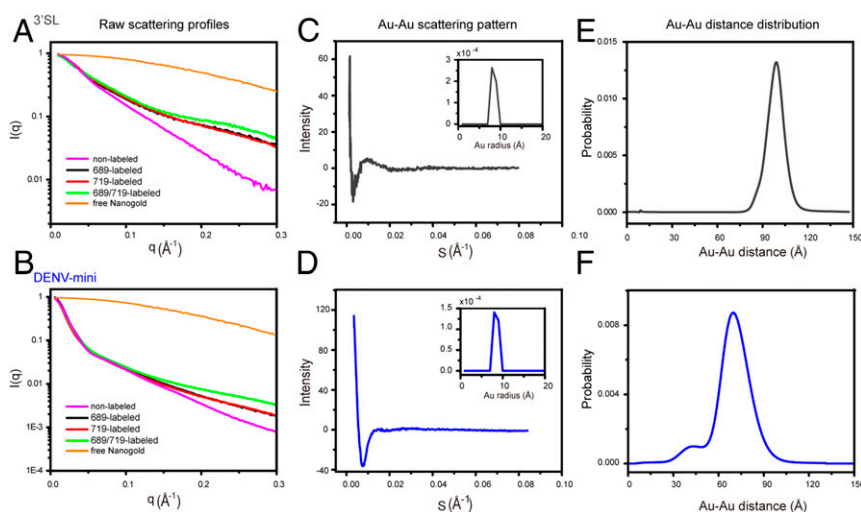 A 3'SL Raw scattering profiles
I(q)
1
0.1
0.01
non-labeled
689-labeled
719-labeled
689/719-labeled
free Nanogold
0.0 0.1 0.2 0.3
q (Å⁻¹)
C Au-Au scattering pattern
Intensity
60
40
20
0
-20
0.00 0.02 0.04 0.06 0.08 0.10
S (Å⁻¹)
x10⁻⁴
3
2
1
0
0 10 20
Au radius (Å)
E Au-Au distance distribution
Probability
0.015
0.010
0.005
0.000
0 30 60 90 120 150
Au-Au distance (Å)
B DENV-mini
I(q)
1
0.1
0.01
1E-3
1E-4
non-labeled
689-labeled
719-labeled
689/719-labeled
free Nanogold
0.0 0.1 0.2 0.3
q (Å⁻¹)
D
Intensity
120
80
40
0
-40
0.00 0.02 0.04 0.06 0.08 0.10
S (Å⁻¹)
x10⁻⁴
1.5
1.0
0.5
0.0
0 10 20
Au radius (Å)
F
Probability
0.008
0.004
0.000
0 30 60 90 120 150
Au-Au distance (Å)